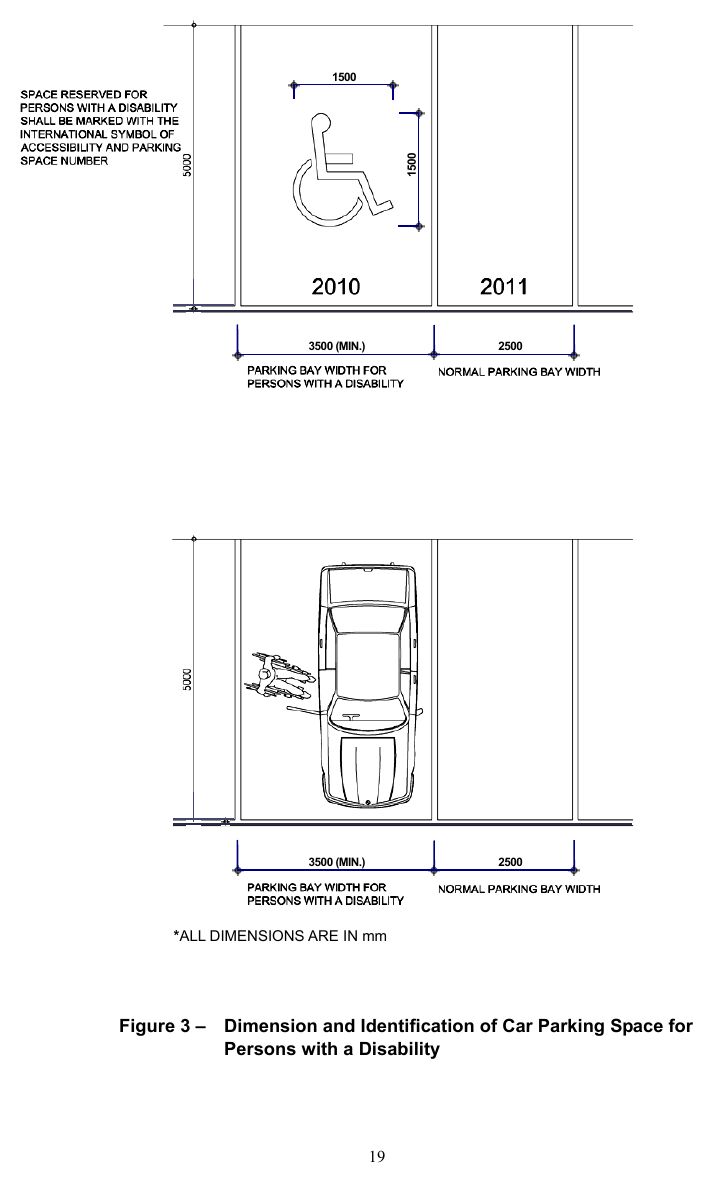 1500
SPACE RESERVED FOR
PERSONS WITH A DISABILITY
SHALL BE MARKED WITH THE
INTERNATIONAL SYMBOL OF
ACCESSIBILITY AND PARKING
SPACE NUMBER
5000
1500
2010
2011
3500 (MIN.)
2500
PARKING BAY WIDTH FOR
PERSONS WITH A DISABILITY
NORMAL PARKING BAY WIDTH
5000
3500 (MIN.)
2500
PARKING BAY WIDTH FOR
PERSONS WITH A DISABILITY
NORMAL PARKING BAY WIDTH
*ALL DIMENSIONS ARE IN mm
Figure 3 – Dimension and Identification of Car Parking Space for
Persons with a Disability
19